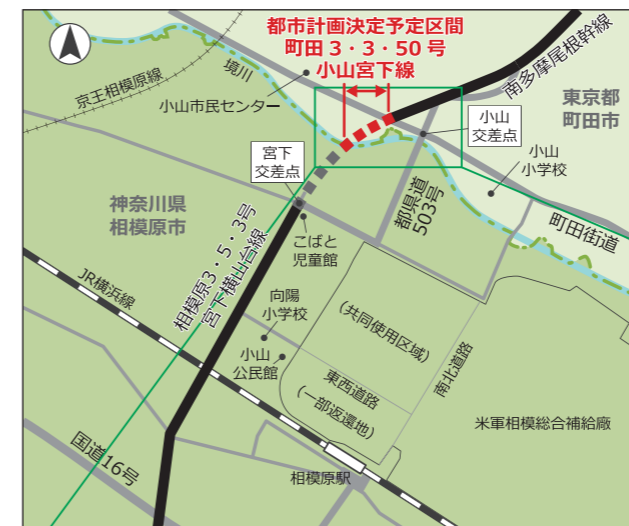 都市計画決定予定区間
町田3・3・50号
小山宮下線
南多摩尾根幹線
境川
京王相模原線
小山市民センター
東京都
町田市
小山
交差点
宮下
交差点
小山
小学校
神奈川県
相模原市
都県道
503号
町田街道
こばと
児童館
相模原3・5・3号
宮下横山台線
JR横浜線
向陽
小学校
(共同使用区域)
小山
公民館
東西道路
(一部返還地)
南北道路
米軍相模総合補給廠
国道16号
相模原駅